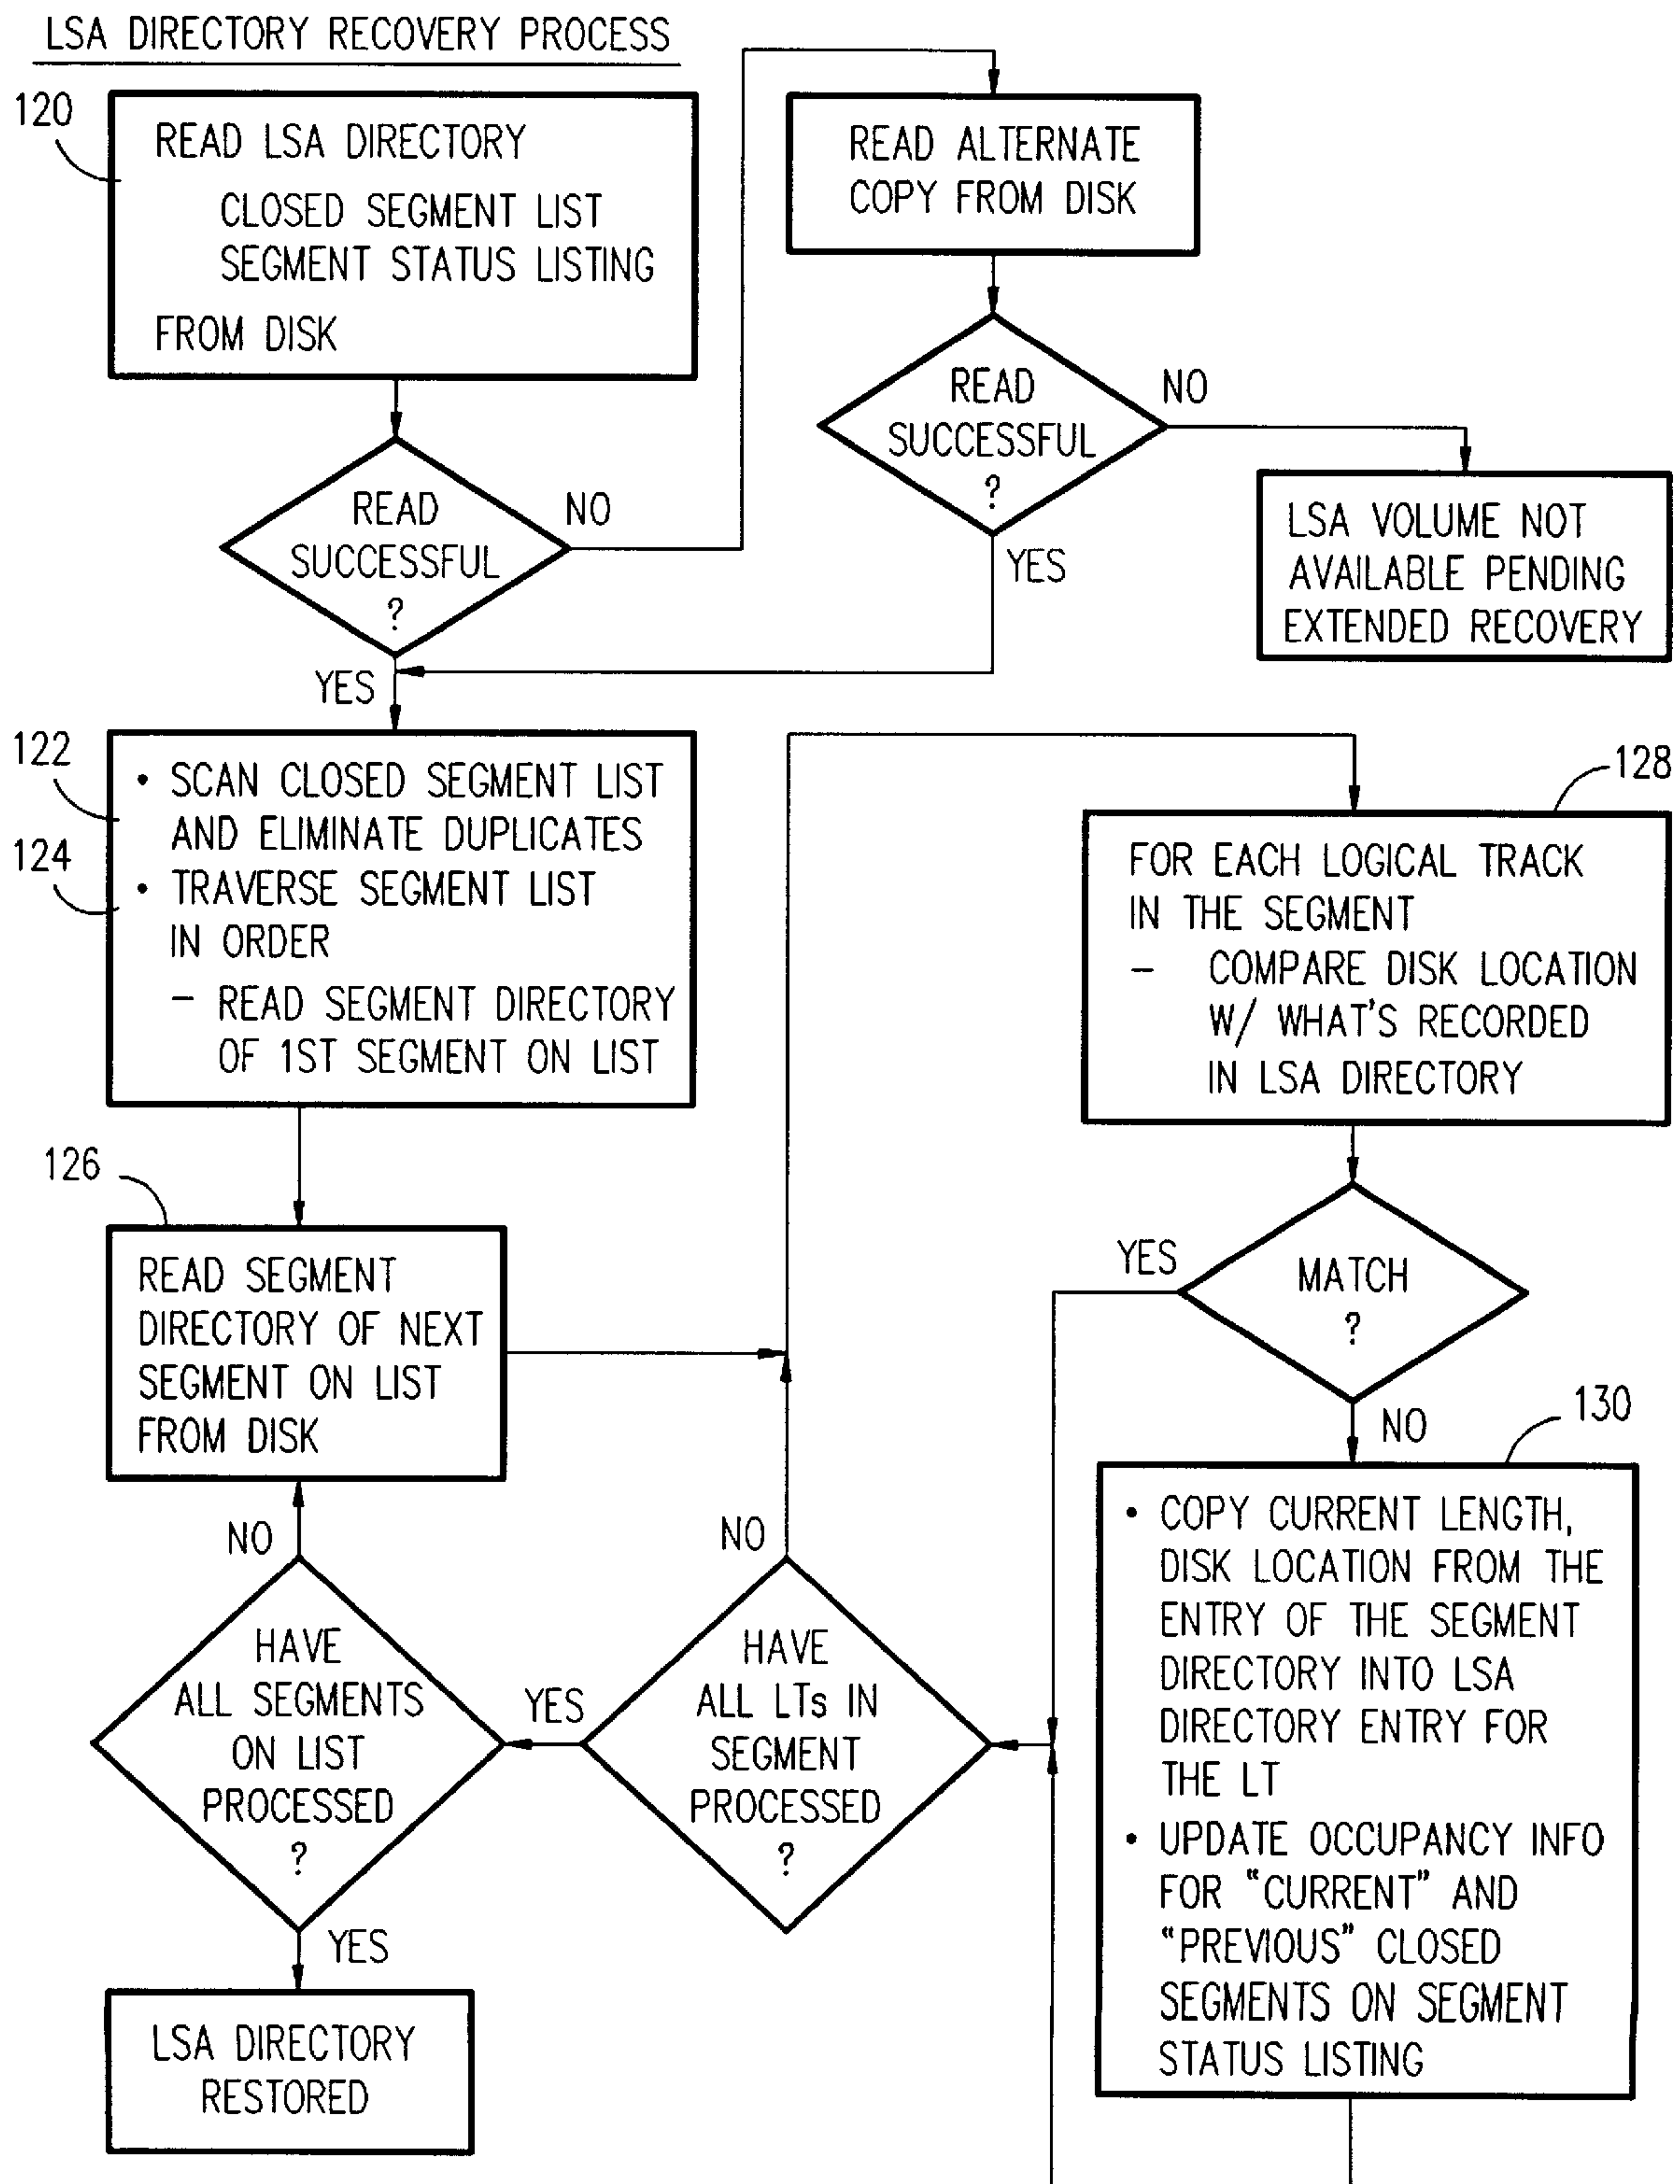 LSA DIRECTORY RECOVERY PROCESS
120
READ LSA DIRECTORY
CLOSED SEGMENT LIST
SEGMENT STATUS LISTING
FROM DISK
READ
SUCCESSFUL
?
NO
YES
READ ALTERNATE
COPY FROM DISK
READ
SUCCESSFUL
?
NO
YES
LSA VOLUME NOT
AVAILABLE PENDING
EXTENDED RECOVERY
122
124
• SCAN CLOSED SEGMENT LIST
AND ELIMINATE DUPLICATES
• TRAVERSE SEGMENT LIST
IN ORDER
– READ SEGMENT DIRECTORY
OF 1ST SEGMENT ON LIST
126
READ SEGMENT
DIRECTORY OF NEXT
SEGMENT ON LIST
FROM DISK
128
FOR EACH LOGICAL TRACK
IN THE SEGMENT
– COMPARE DISK LOCATION
W/ WHAT'S RECORDED
IN LSA DIRECTORY
MATCH
?
YES
NO
130
• COPY CURRENT LENGTH,
DISK LOCATION FROM THE
ENTRY OF THE SEGMENT
DIRECTORY INTO LSA
DIRECTORY ENTRY FOR
THE LT
• UPDATE OCCUPANCY INFO
FOR "CURRENT" AND
"PREVIOUS" CLOSED
SEGMENTS ON SEGMENT
STATUS LISTING
NO
HAVE
ALL LTs IN
SEGMENT
PROCESSED
?
YES
NO
HAVE
ALL SEGMENTS
ON LIST
PROCESSED
?
YES
LSA DIRECTORY
RESTORED